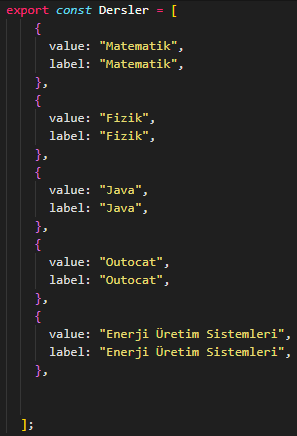 export const Dersler = [
{
value: "Matematik",
label: "Matematik",
},
{
value: "Fizik",
label: "Fizik",
},
{
value: "Java",
label: "Java",
},
{
value: "Outocat",
label: "Outocat",
},
{
value: "Enerji Üretim Sistemleri",
label: "Enerji Üretim Sistemleri",
},
];